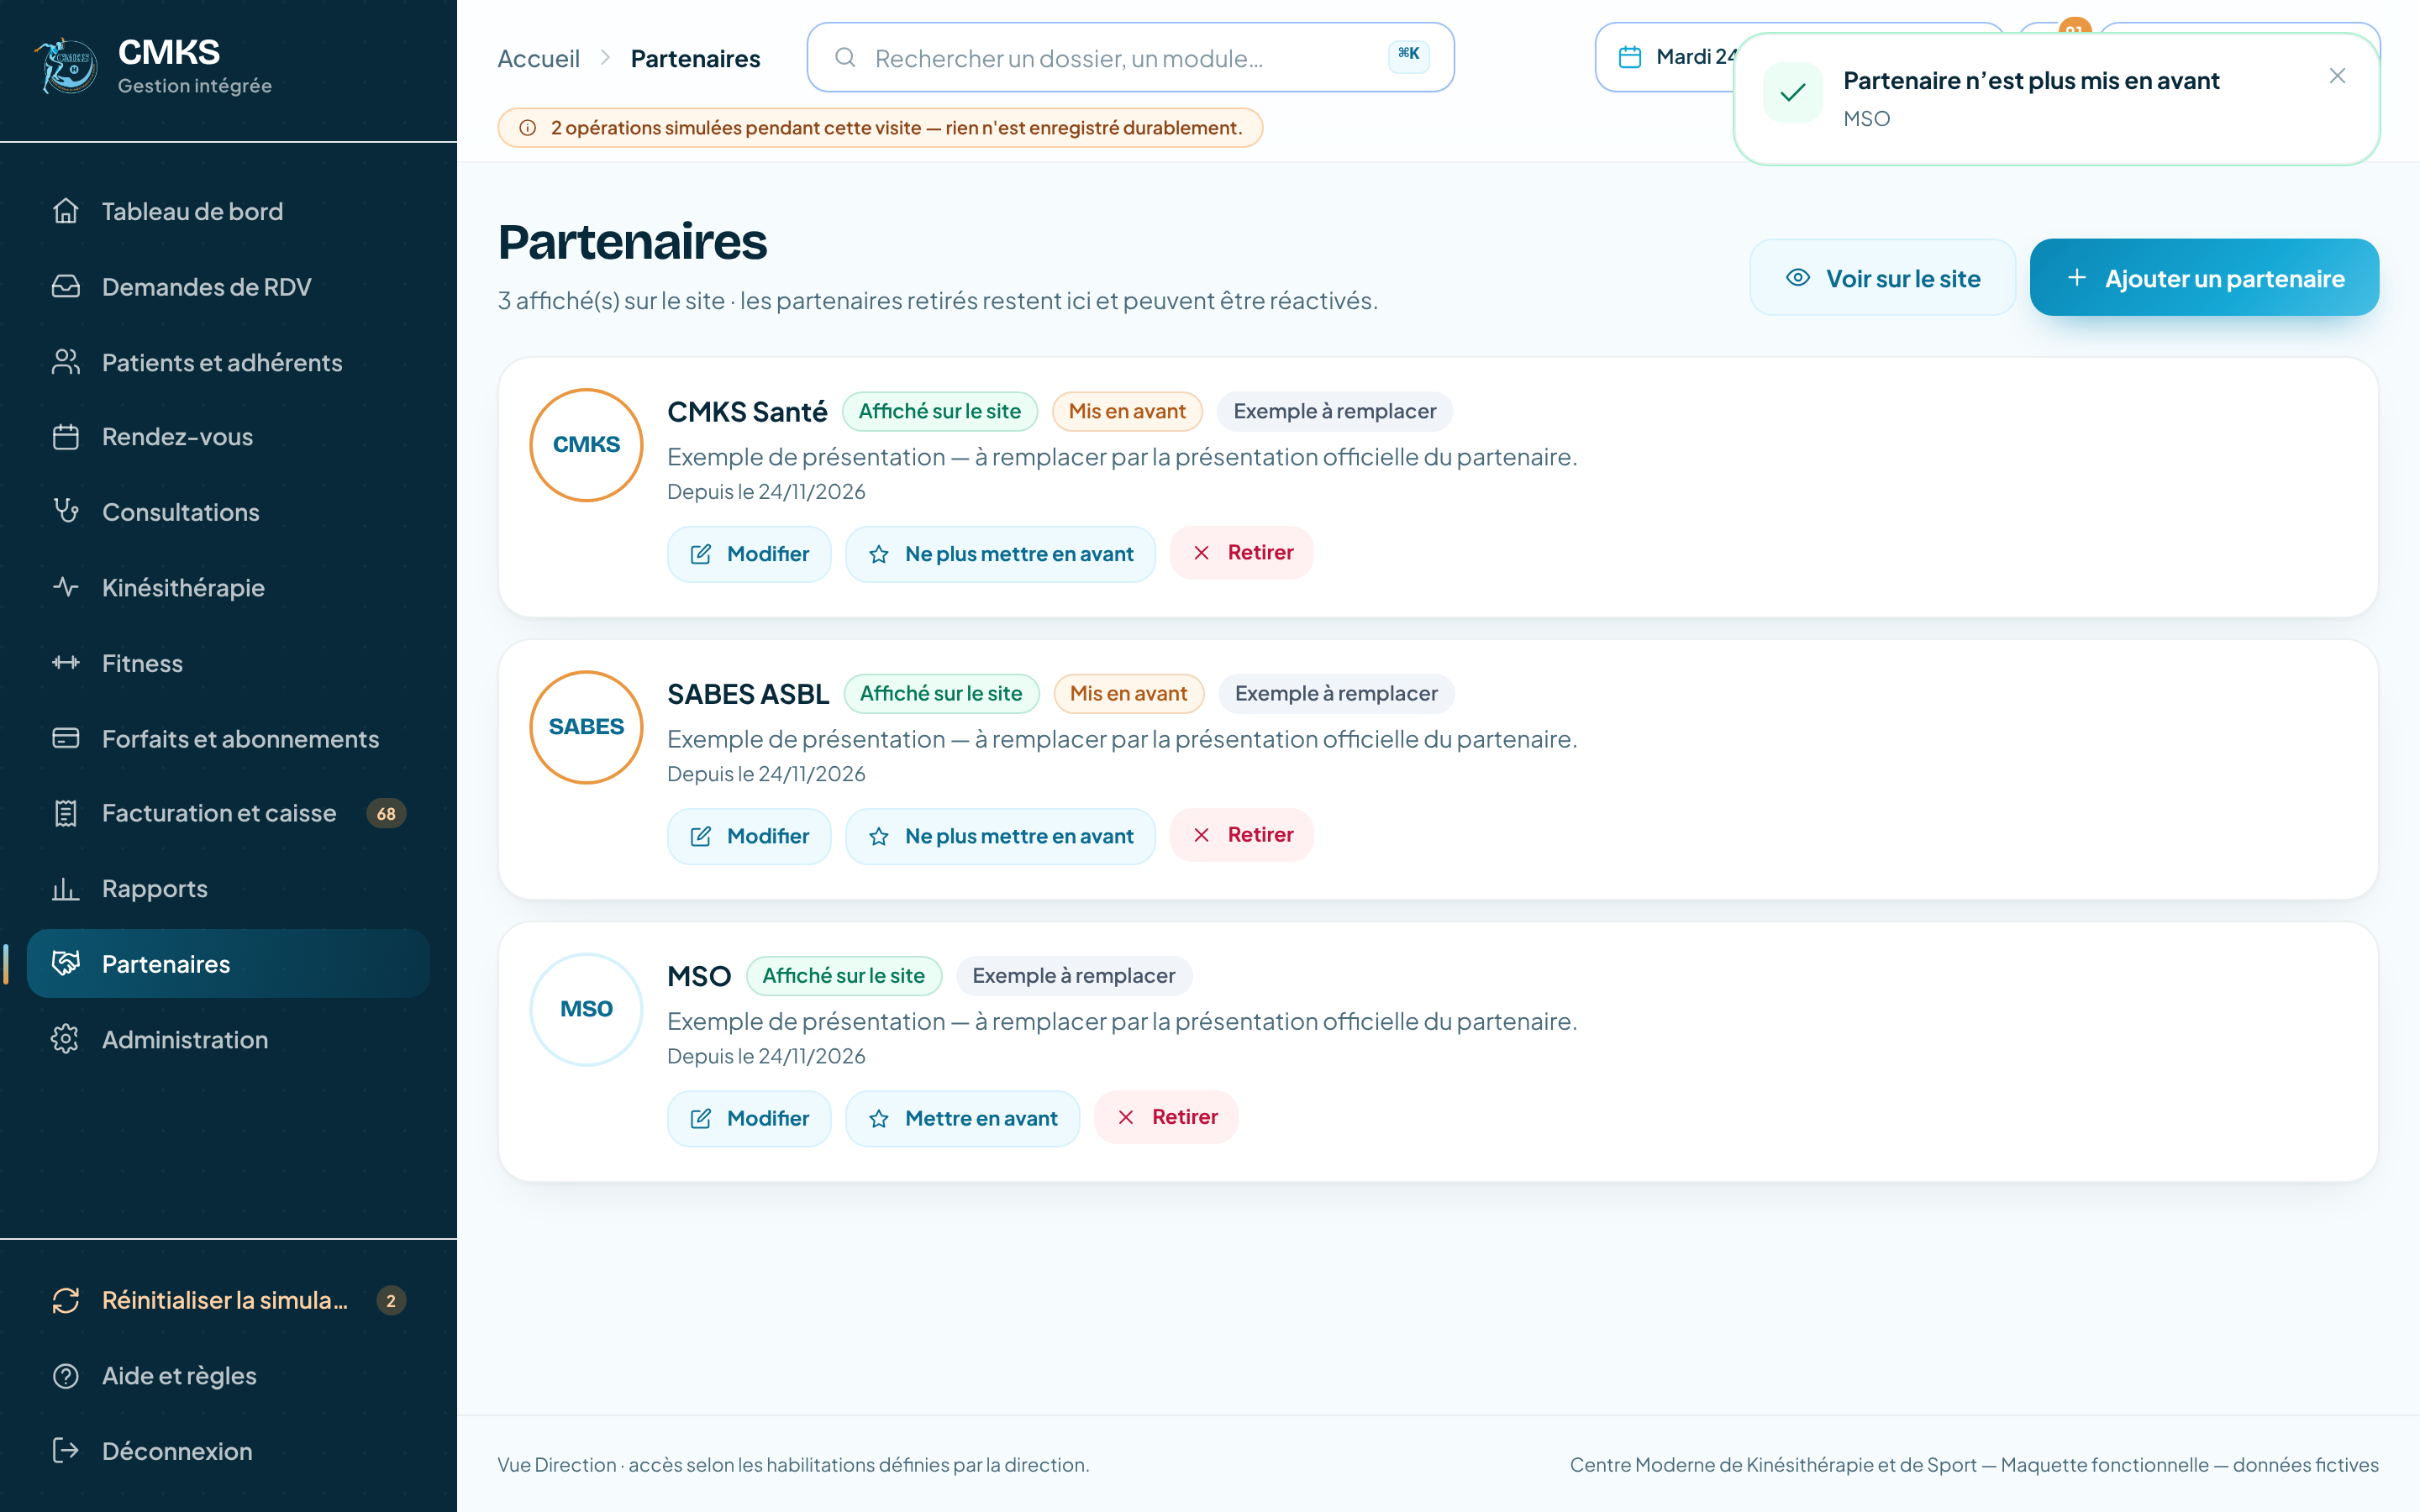 CMKS
Gestion intégrée
Tableau de bord
Demandes de RDV
Patients et adhérents
Rendez-vous
Consultations
Kinésithérapie
Fitness
Forfaits et abonnements
Facturation et caisse 68
Rapports
Partenaires
Administration
Réinitialiser la simula... 2
Aide et règles
Déconnexion
Accueil Partenaires
Rechercher un dossier, un module... ⌘K
Mardi 24
Partenaire n’est plus mis en avant
MSO
2 opérations simulées pendant cette visite — rien n'est enregistré durablement.
Partenaires
3 affiché(s) sur le site · les partenaires retirés restent ici et peuvent être réactivés.
Voir sur le site
Ajouter un partenaire
CMKS
CMKS Santé Affiché sur le site Mis en avant Exemple à remplacer
Exemple de présentation — à remplacer par la présentation officielle du partenaire.
Depuis le 24/11/2026
Modifier Ne plus mettre en avant Retirer
SABES
SABES ASBL Affiché sur le site Mis en avant Exemple à remplacer
Exemple de présentation — à remplacer par la présentation officielle du partenaire.
Depuis le 24/11/2026
Modifier Ne plus mettre en avant Retirer
MSO
MSO Affiché sur le site Exemple à remplacer
Exemple de présentation — à remplacer par la présentation officielle du partenaire.
Depuis le 24/11/2026
Modifier Mettre en avant Retirer
Vue Direction · accès selon les habilitations définies par la direction.
Centre Moderne de Kinésithérapie et de Sport — Maquette fonctionnelle — données fictives